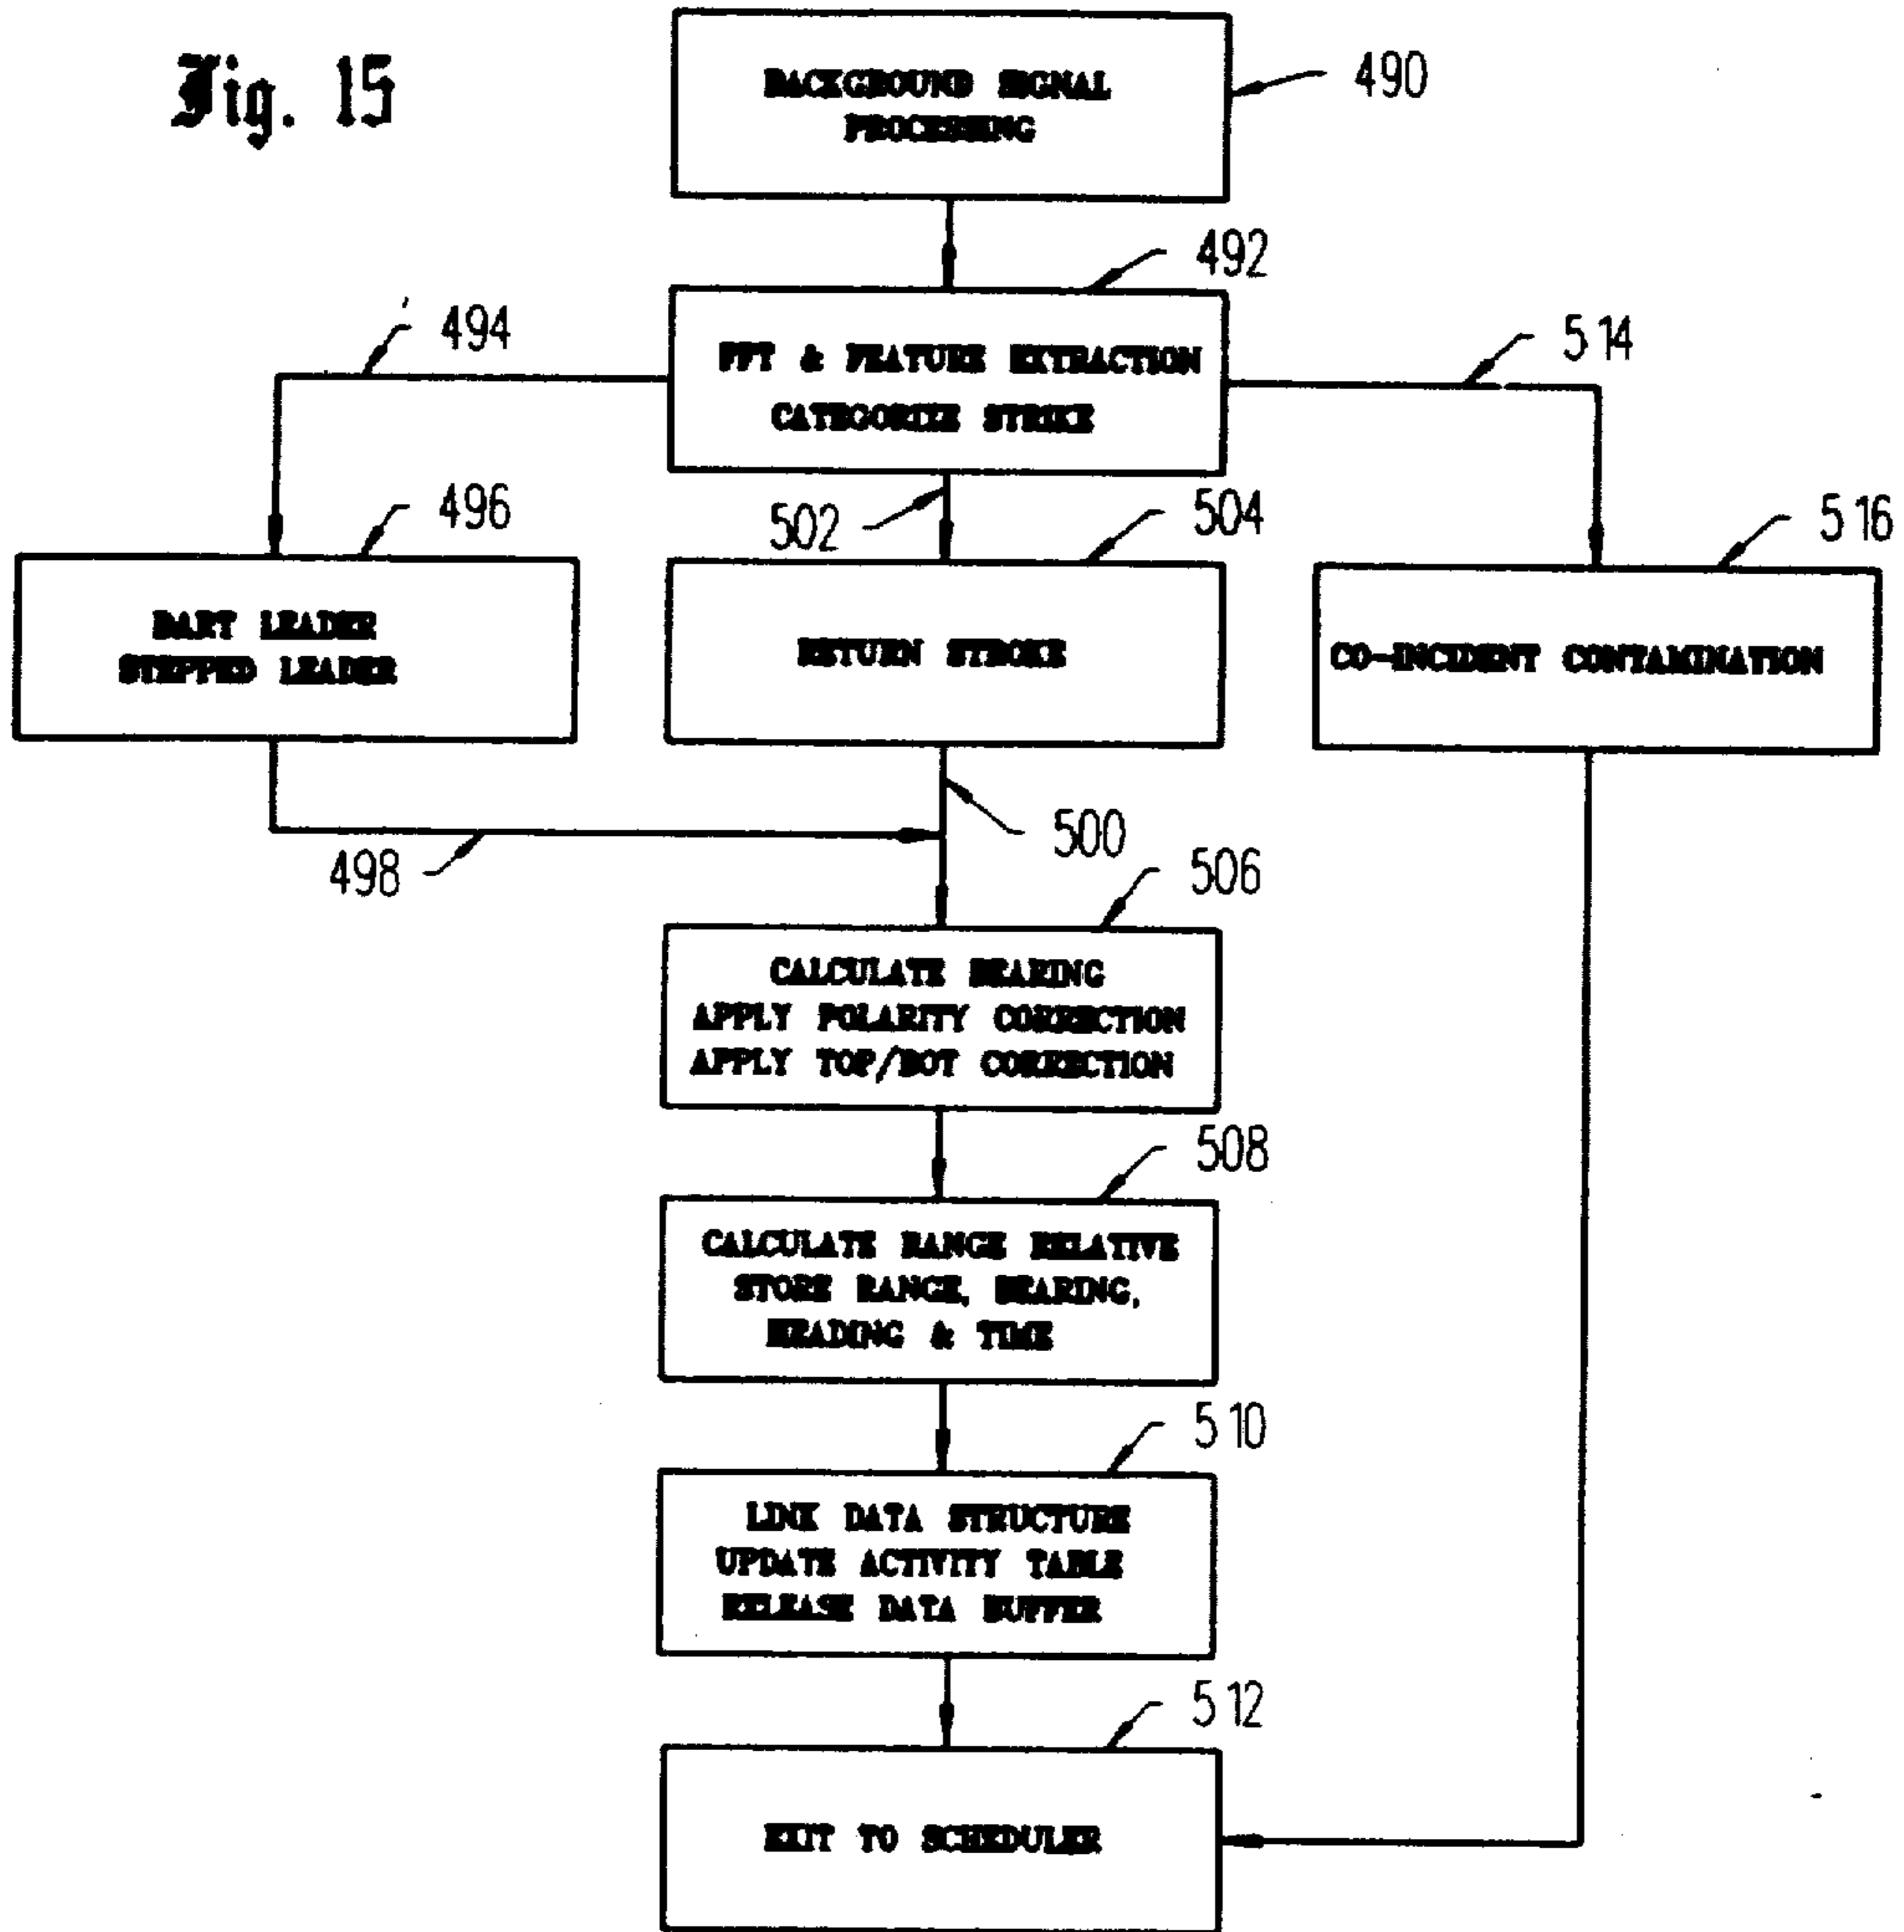 Fig. 15
BACKGROUND SIGNAL
PROCESSING
490
492
FFT & FEATURE EXTRACTION
CATEGORIZE STRIKE
494
514
496
502
504
516
DART LEADER
STEPPED LEADER
RETURN STROKE
CO-INCIDENT CONTAMINATION
498
500
506
CALCULATE BEARING
APPLY POLARITY CORRECTION
APPLY TOP/BOT CORRECTION
508
CALCULATE RANGE RELATIVE
STORE RANGE, BEARING,
HEADING & TIME
510
LINK DATA STRUCTURE
UPDATE ACTIVITY TABLE
RELEASE DATA BUFFER
512
EXIT TO SCHEDULER